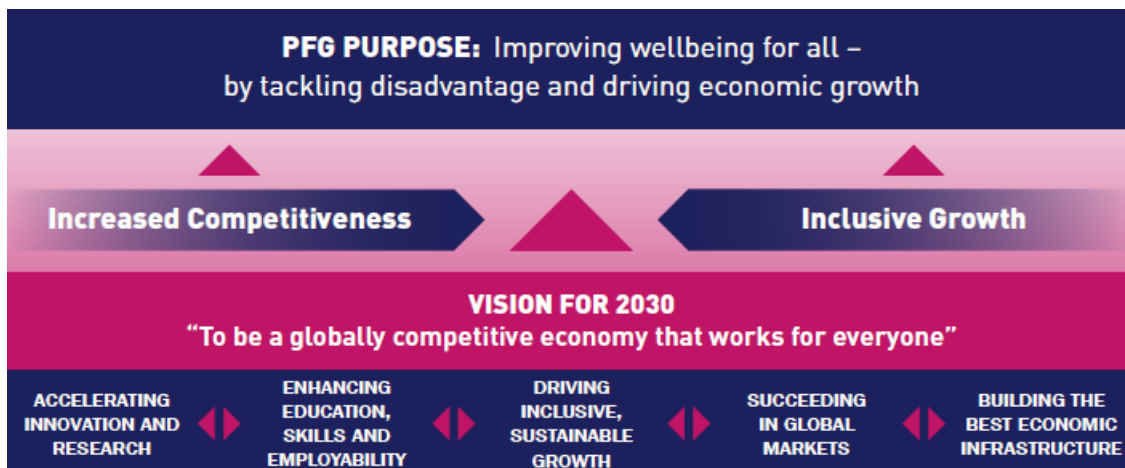 PFG PURPOSE: Improving wellbeing for all –
by tackling disadvantage and driving economic growth
Increased Competitiveness
Inclusive Growth
VISION FOR 2030
“To be a globally competitive economy that works for everyone”
ACCELERATING
INNOVATION AND
RESEARCH
ENHANCING
EDUCATION,
SKILLS AND
EMPLOYABILITY
DRIVING
INCLUSIVE,
SUSTAINABLE
GROWTH
SUCCEEDING
IN GLOBAL
MARKETS
BUILDING THE
BEST ECONOMIC
INFRASTRUCTURE